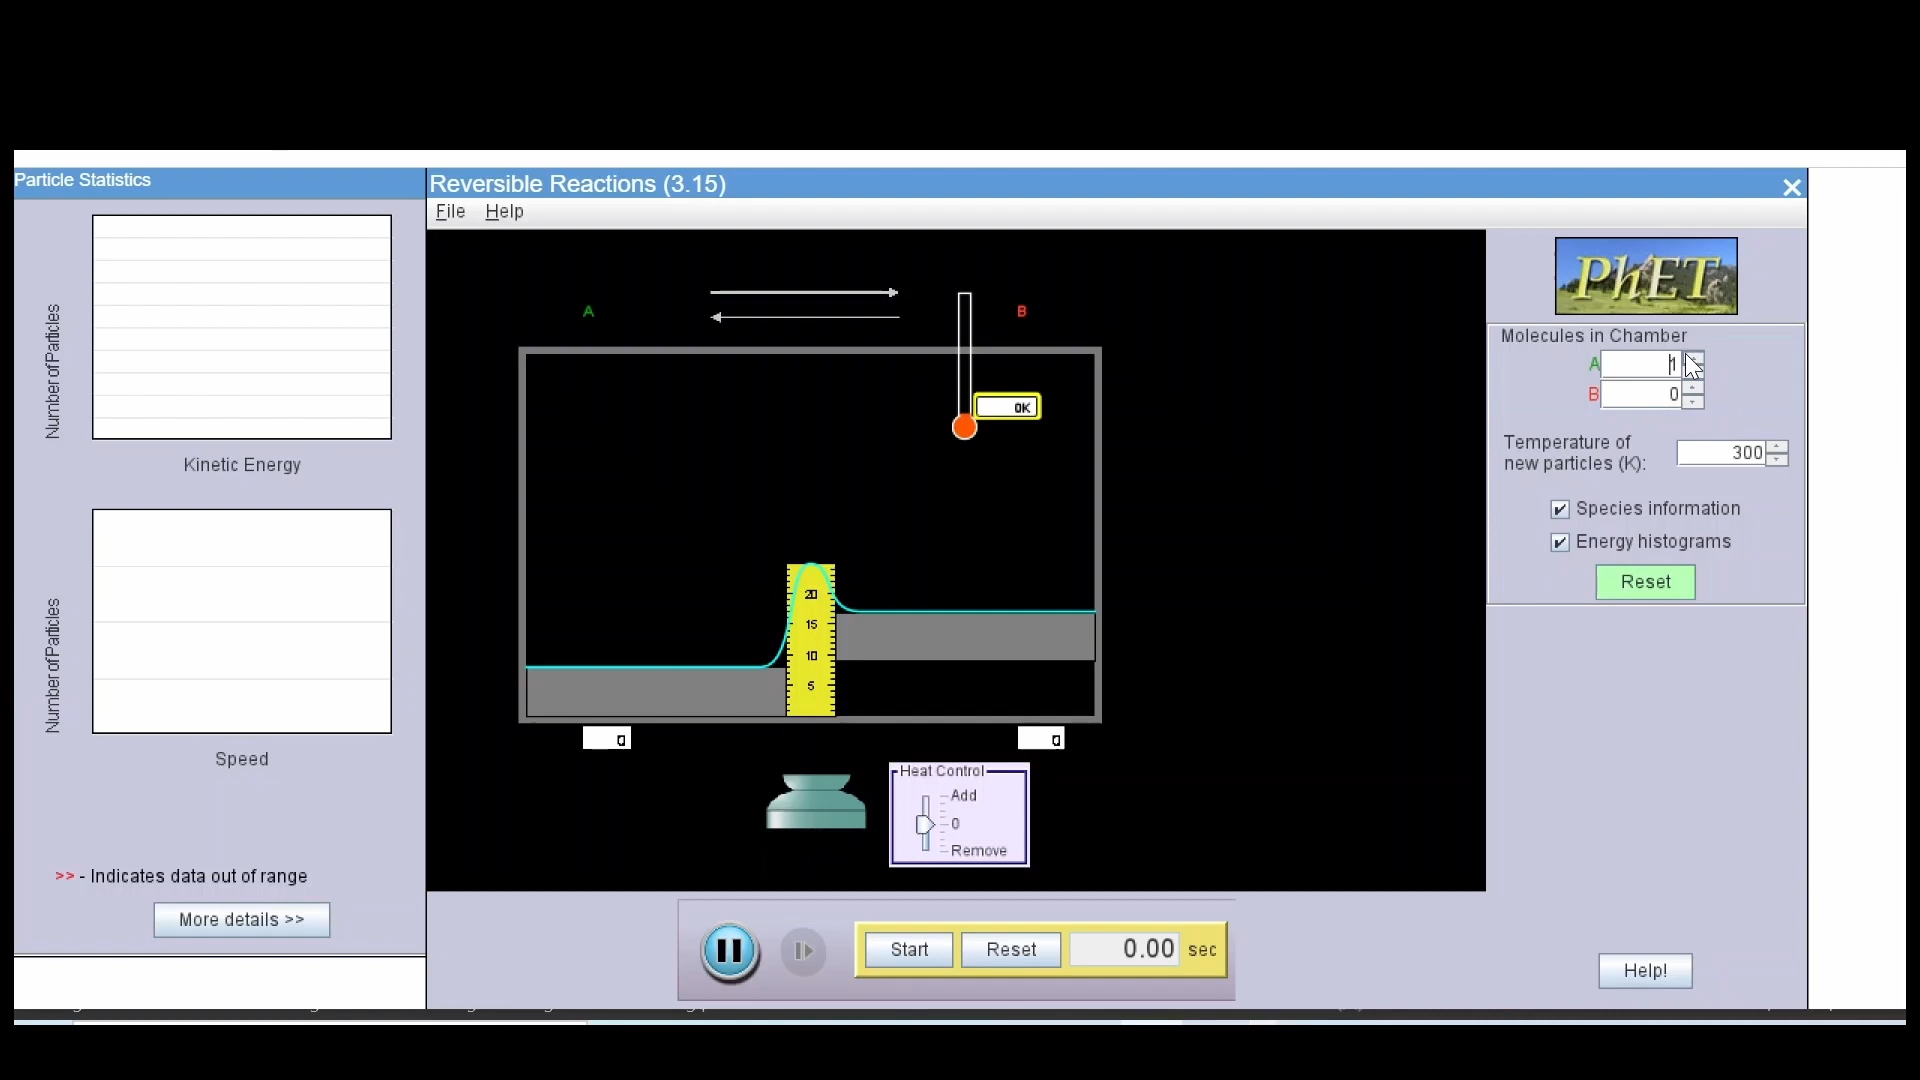 Particle Statistics
Number of Particles
Kinetic Energy
Number of Particles
Speed
>> - Indicates data out of range
More details >>
Reversible Reactions (3.15)
File Help
A
B
0K
20
15
10
5
0
0
Heat Control
Add
0
Remove
Start
Reset
0.00 sec
PhET
Molecules in Chamber
A 1
B 0
Temperature of
new particles (K):
300
Species information
Energy histograms
Reset
Help!